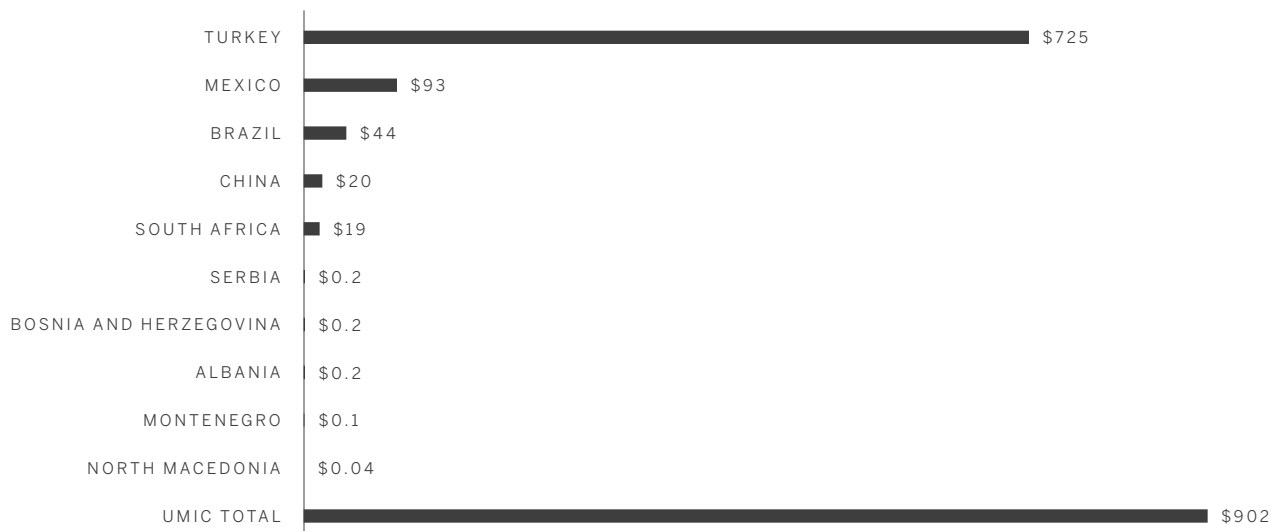 TURKEY $725
MEXICO $93
BRAZIL $44
CHINA $20
SOUTH AFRICA $19
SERBIA $0.2
BOSNIA AND HERZEGOVINA $0.2
ALBANIA $0.2
MONTENEGRO $0.1
NORTH MACEDONIA $0.04
UMIC TOTAL $902